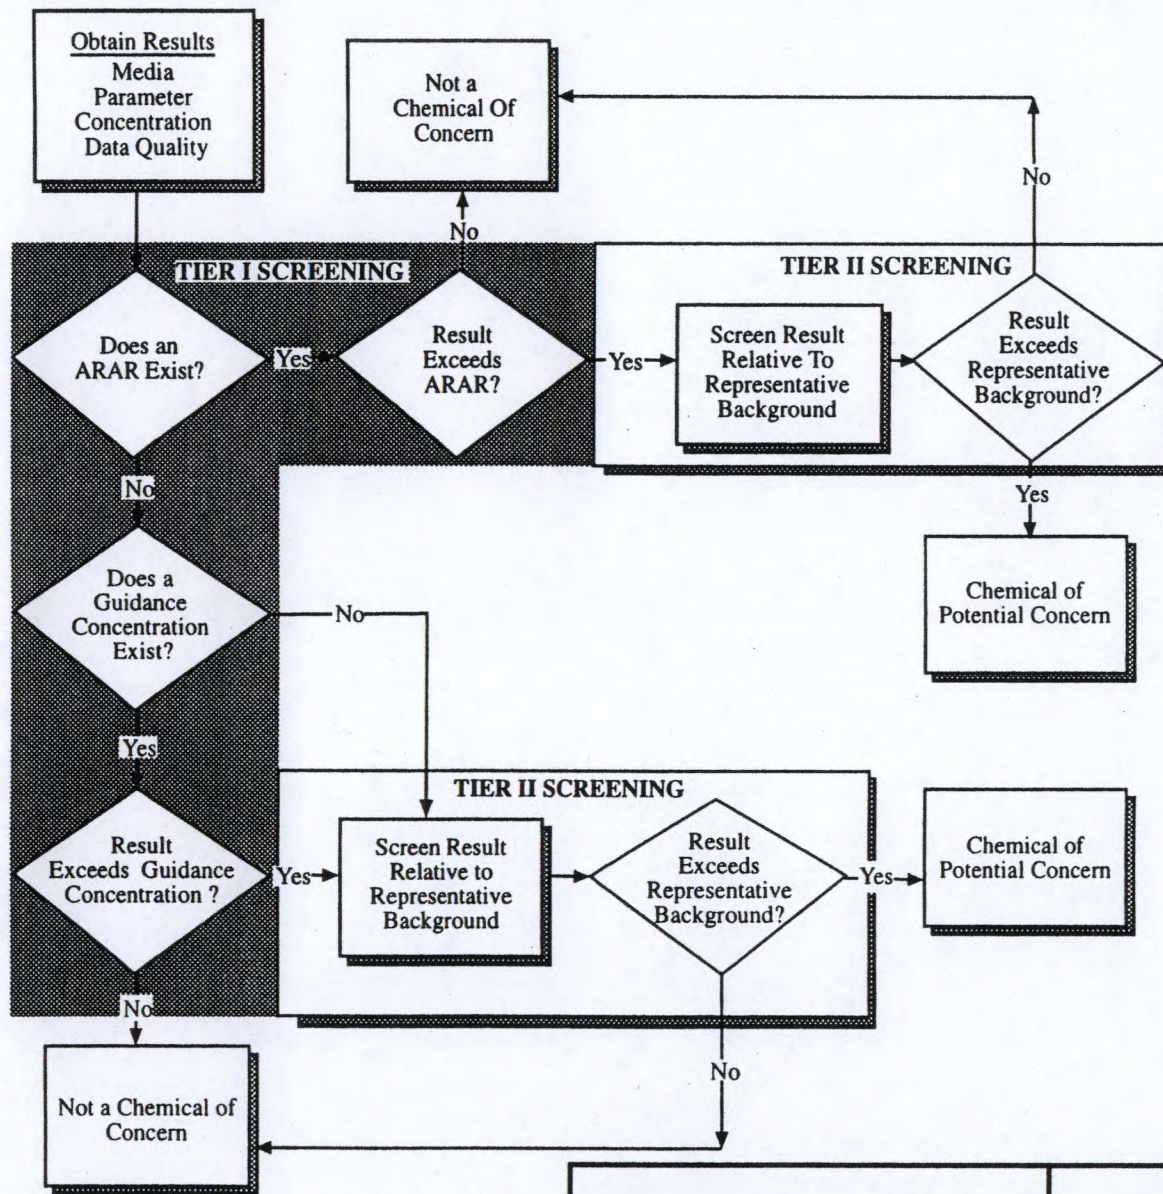 Obtain Results
Media
Parameter
Concentration
Data Quality
Not a
Chemical Of
Concern
No
No
TIER I SCREENING
TIER II SCREENING
Does an
ARAR Exist?
Yes
Result
Exceeds
ARAR?
Yes
Screen Result
Relative To
Representative
Background
Result
Exceeds
Representative
Background?
No
Yes
Does a
Guidance
Concentration
Exist?
No
Chemical of
Potential Concern
Yes
TIER II SCREENING
Result
Exceeds Guidance
Concentration ?
Yes
Screen Result
Relative to
Representative
Background
Result
Exceeds
Representative
Background?
Yes
Chemical of
Potential Concern
No
No
Not a Chemical of
Concern